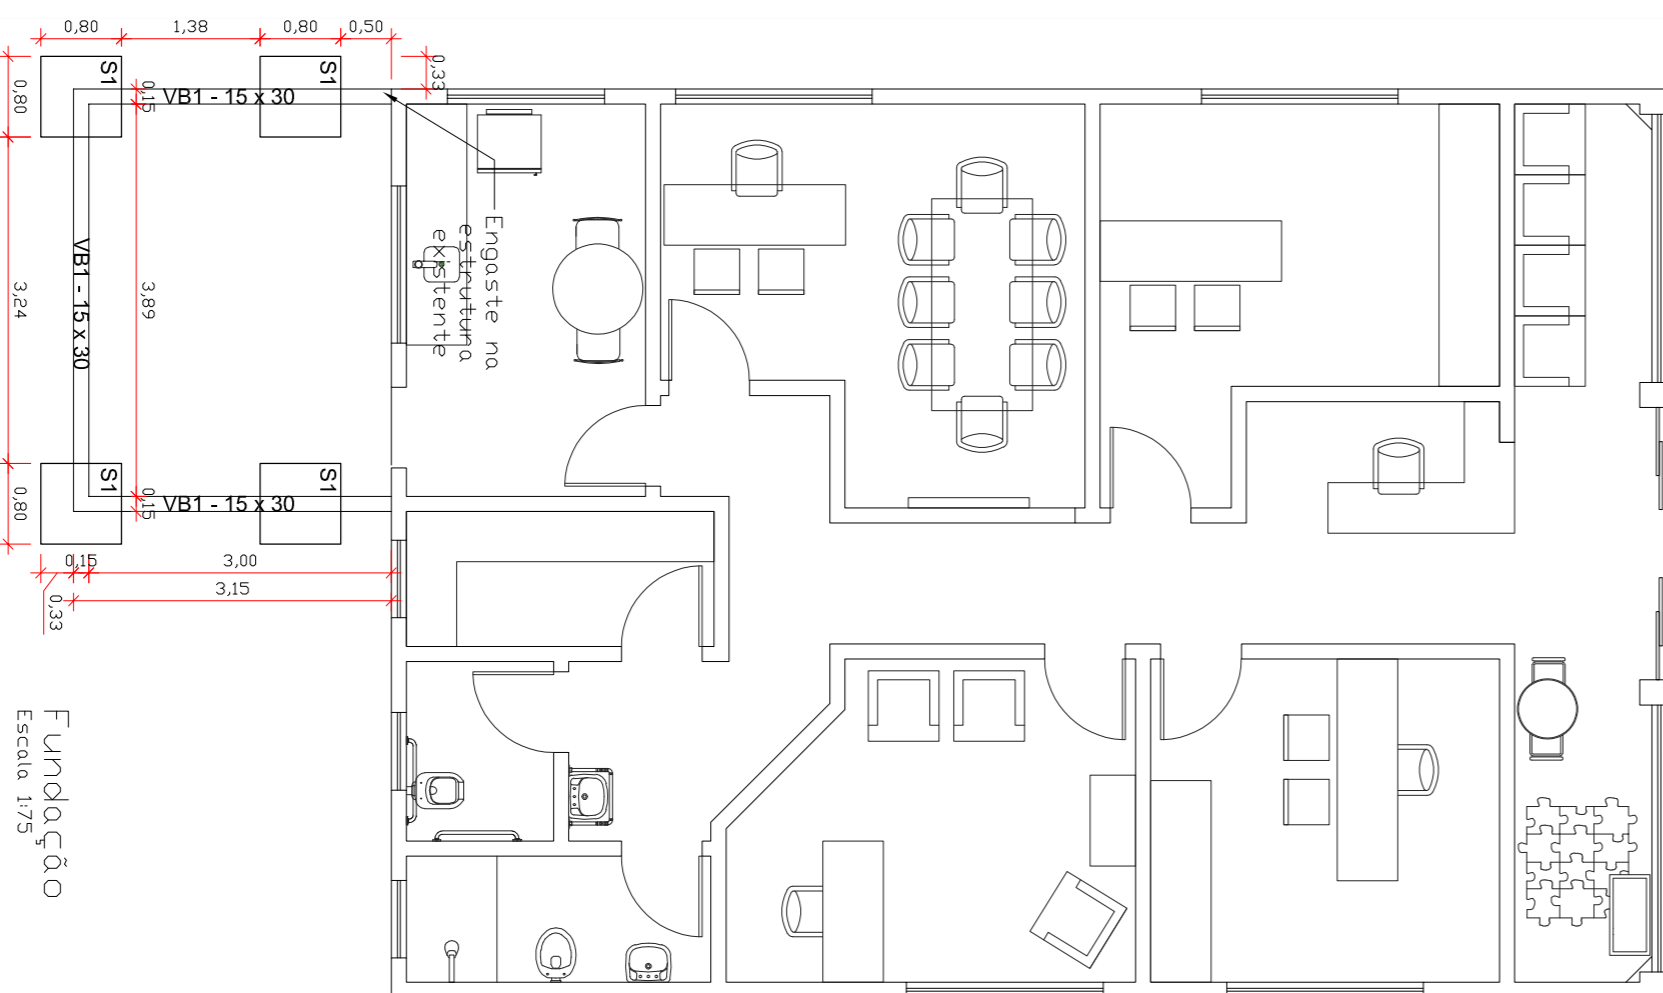 0,80
1,38
0,80
0,50
0,33
S1
S1
0,15
VB1 - 15 x 30
0,80
3,24
VB1 - 15 x 30
3,89
Engaste na
estrutura
existente
S1
S1
0,80
0,15
VB1 - 15 x 30
0,15
3,00
3,15
0,33
Fundação
Escala 1:75